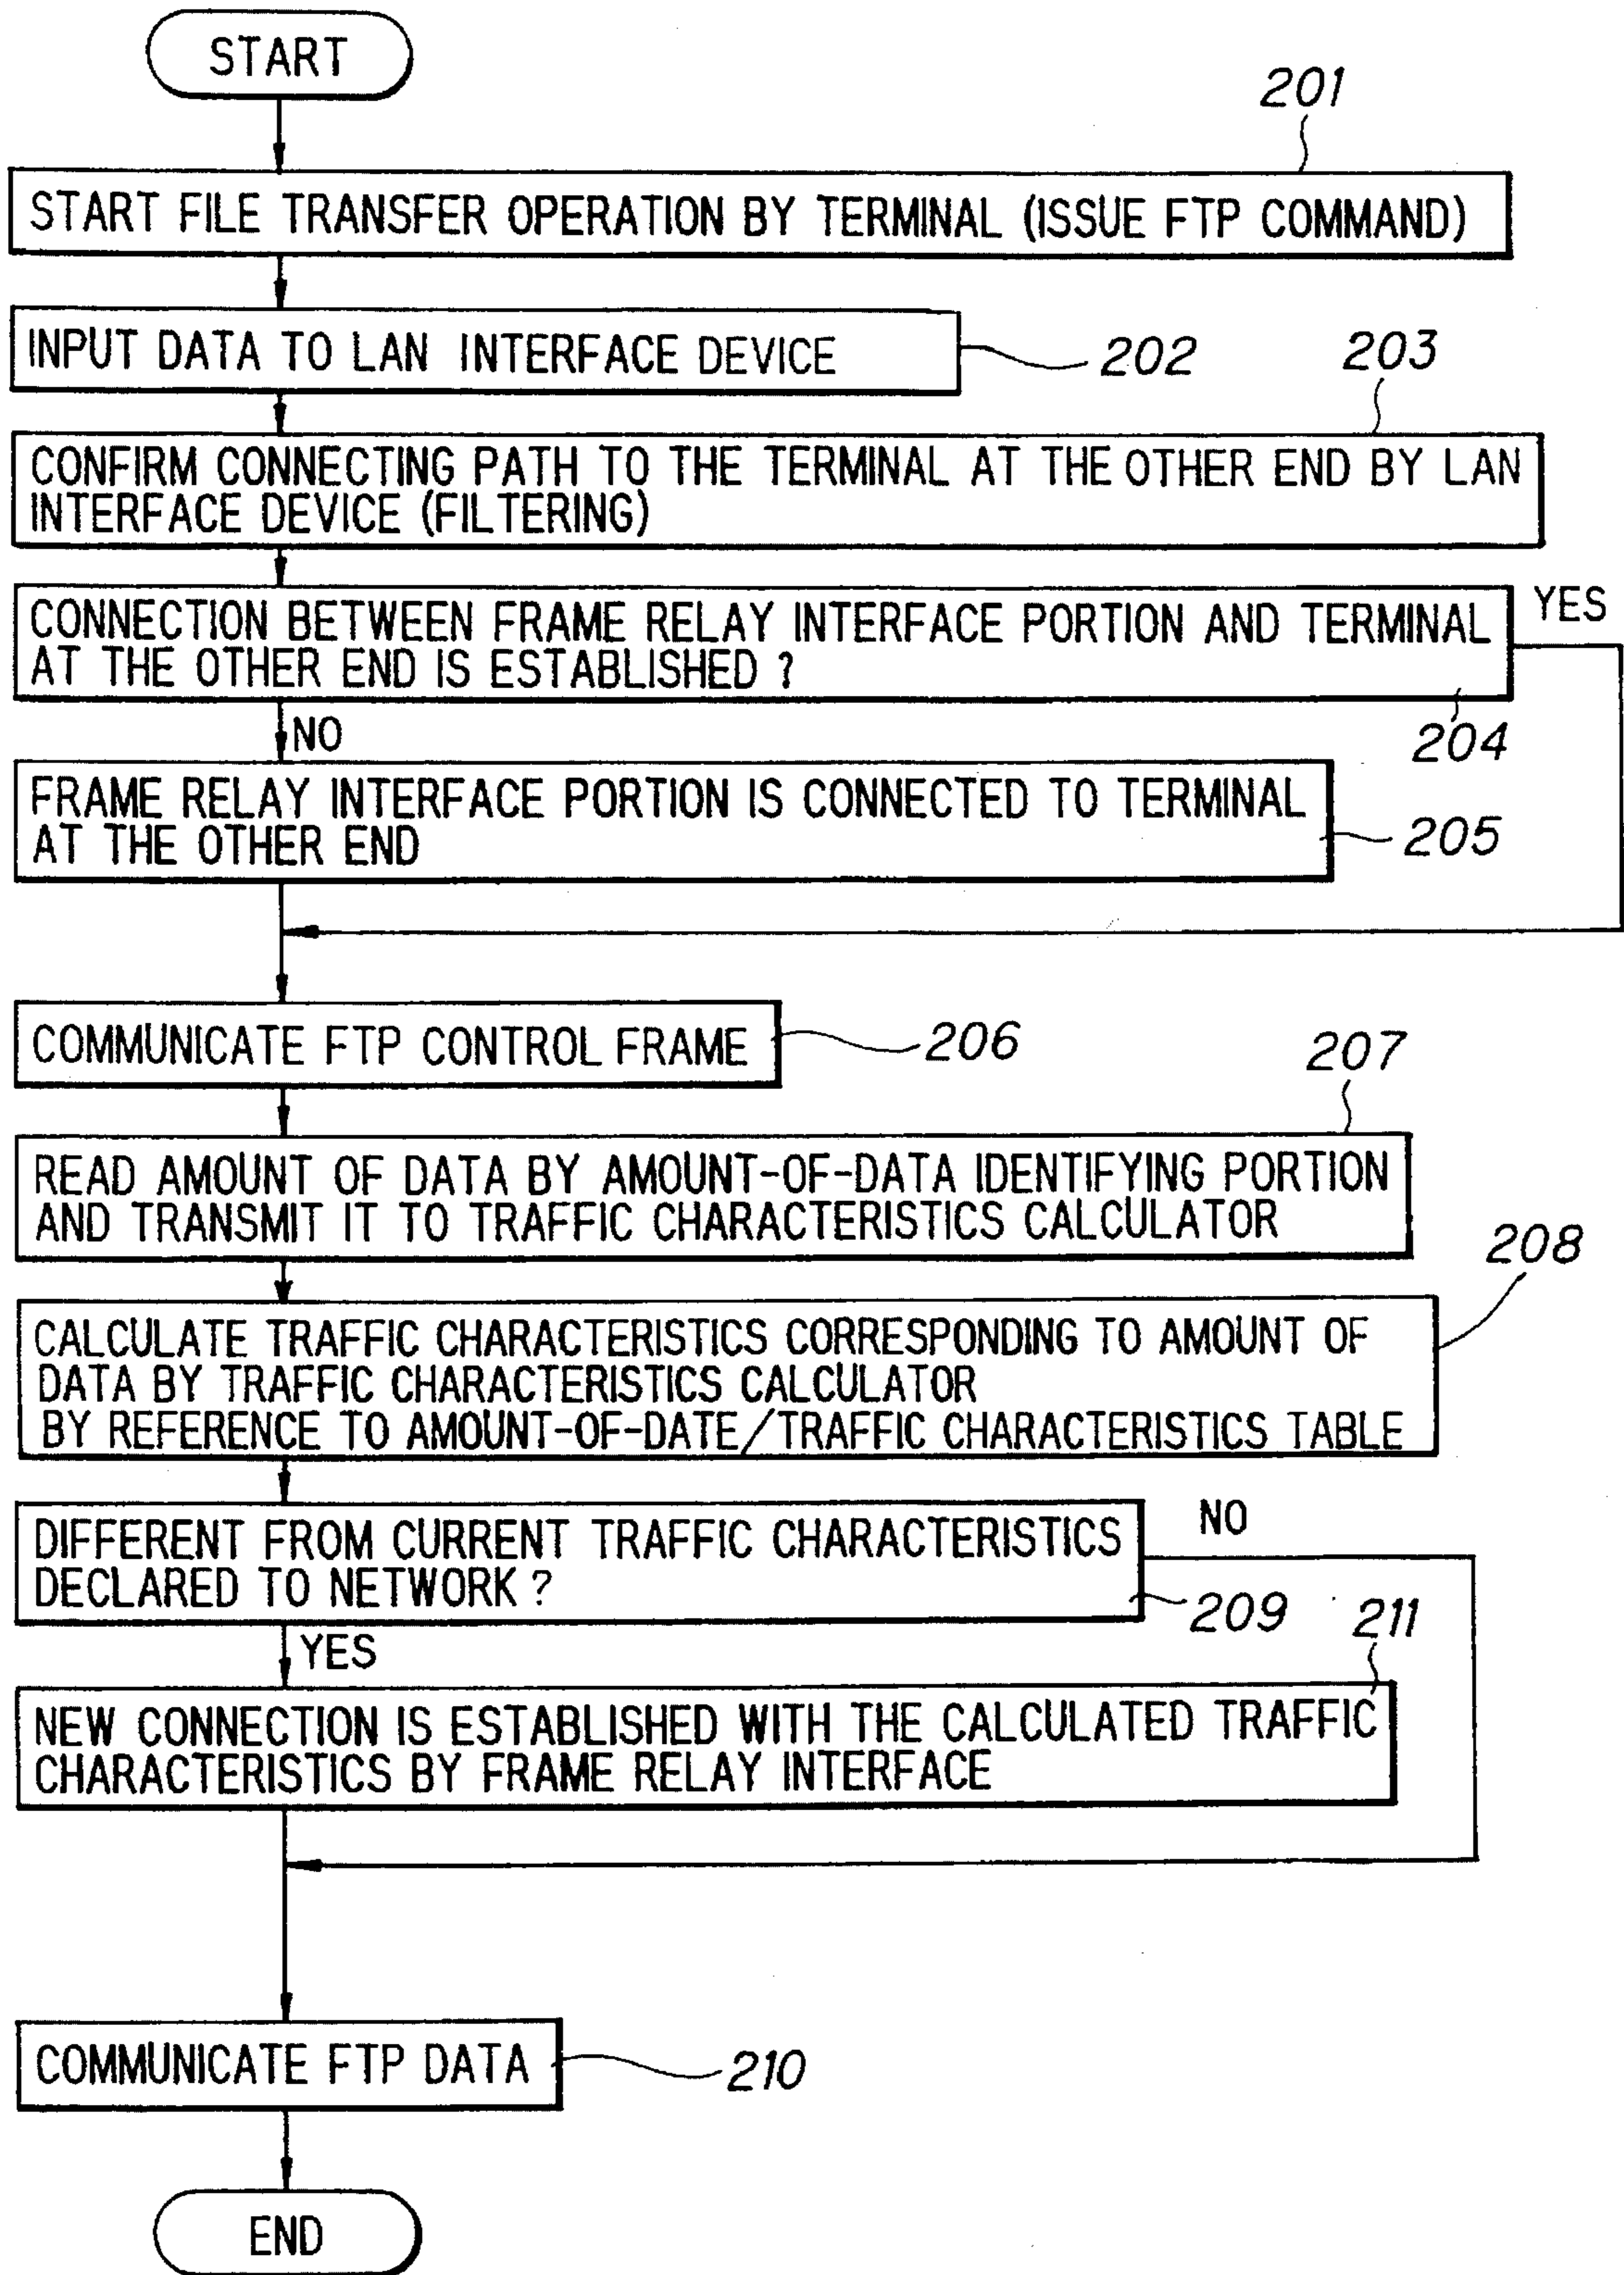 START
201
START FILE TRANSFER OPERATION BY TERMINAL (ISSUE FTP COMMAND)
INPUT DATA TO LAN INTERFACE DEVICE
202
203
CONFIRM CONNECTING PATH TO THE TERMINAL AT THE OTHER END BY LAN
INTERFACE DEVICE (FILTERING)
CONNECTION BETWEEN FRAME RELAY INTERFACE PORTION AND TERMINAL
AT THE OTHER END IS ESTABLISHED ?
YES
204
NO
FRAME RELAY INTERFACE PORTION IS CONNECTED TO TERMINAL
AT THE OTHER END
205
COMMUNICATE FTP CONTROL FRAME
206
207
READ AMOUNT OF DATA BY AMOUNT-OF-DATA IDENTIFYING PORTION
AND TRANSMIT IT TO TRAFFIC CHARACTERISTICS CALCULATOR
208
CALCULATE TRAFFIC CHARACTERISTICS CORRESPONDING TO AMOUNT OF
DATA BY TRAFFIC CHARACTERISTICS CALCULATOR
BY REFERENCE TO AMOUNT-OF-DATE/TRAFFIC CHARACTERISTICS TABLE
DIFFERENT FROM CURRENT TRAFFIC CHARACTERISTICS
DECLARED TO NETWORK ?
NO
209
211
YES
NEW CONNECTION IS ESTABLISHED WITH THE CALCULATED TRAFFIC
CHARACTERISTICS BY FRAME RELAY INTERFACE
COMMUNICATE FTP DATA
210
END